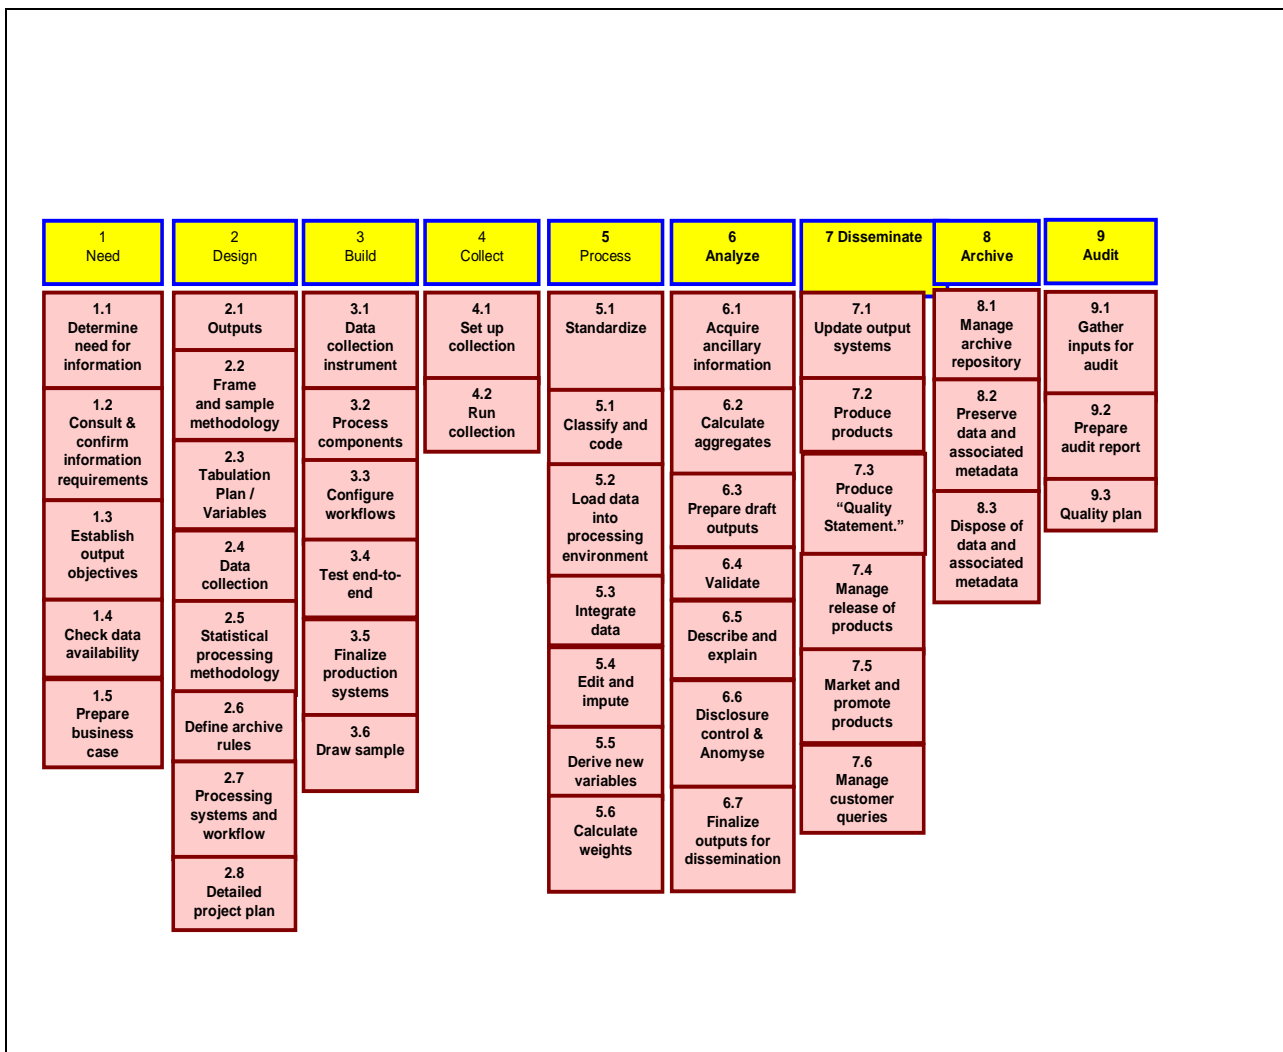 1
Need
1.1
Determine
need for
information
1.2
Consult &
confirm
information
requirements
1.3
Establish
output
objectives
1.4
Check data
availability
1.5
Prepare
business
case
2
Design
2.1
Outputs
2.2
Frame
and sample
methodology
2.3
Tabulation
Plan /
Variables
2.4
Data
collection
2.5
Statistical
processing
methodology
2.6
Define archive
rules
2.7
Processing
systems and
workflow
2.8
Detailed
project plan
3
Build
3.1
Data
collection
instrument
3.2
Process
components
3.3
Configure
workflows
3.4
Test end-to-
end
3.5
Finalize
production
systems
3.6
Draw sample
4
Collect
4.1
Set up
collection
4.2
Run
collection
5
Process
5.1
Standardize
5.1
Classify and
code
5.2
Load data
into
processing
environment
5.3
Integrate
data
5.4
Edit and
impute
5.5
Derive new
variables
5.6
Calculate
weights
6
Analyze
6.1
Acquire
ancillary
information
6.2
Calculate
aggregates
6.3
Prepare draft
outputs
6.4
Validate
6.5
Describe and
explain
6.6
Disclosure
control &
Anomyse
6.7
Finalize
outputs for
dissemination
7 Disseminate
7.1
Update output
systems
7.2
Produce
products
7.3
Produce
“Quality
Statement.”
7.4
Manage
release of
products
7.5
Market and
promote
products
7.6
Manage
customer
queries
8
Archive
8.1
Manage
archive
repository
8.2
Preserve
data and
associated
metadata
8.3
Dispose of
data and
associated
metadata
9
Audit
9.1
Gather
inputs for
audit
9.2
Prepare
audit report
9.3
Quality plan